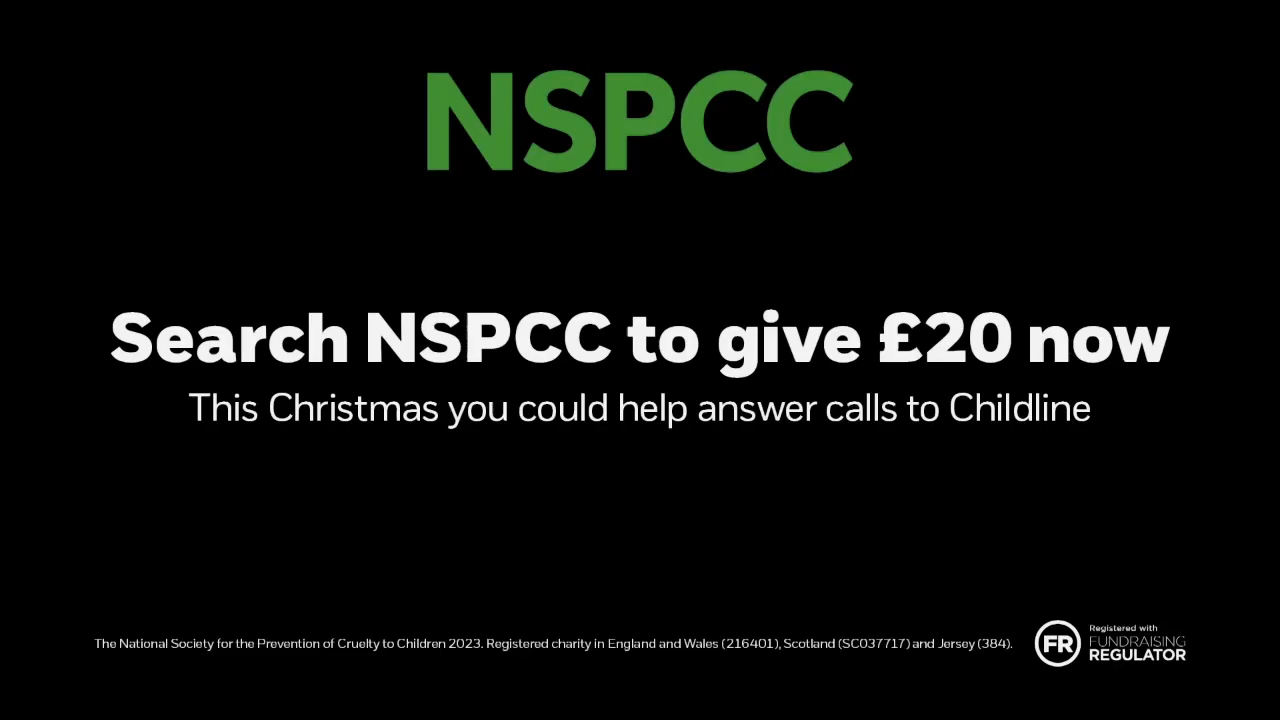 NSPCC
Search NSPCC to give £20 now
This Christmas you could help answer calls to Childline
The National Society for the Prevention of Cruelty to Children 2023. Registered charity in England and Wales (216401), Scotland (SC037717) and Jersey (384).
FR
Registered with
FUNDRAISING
REGULATOR